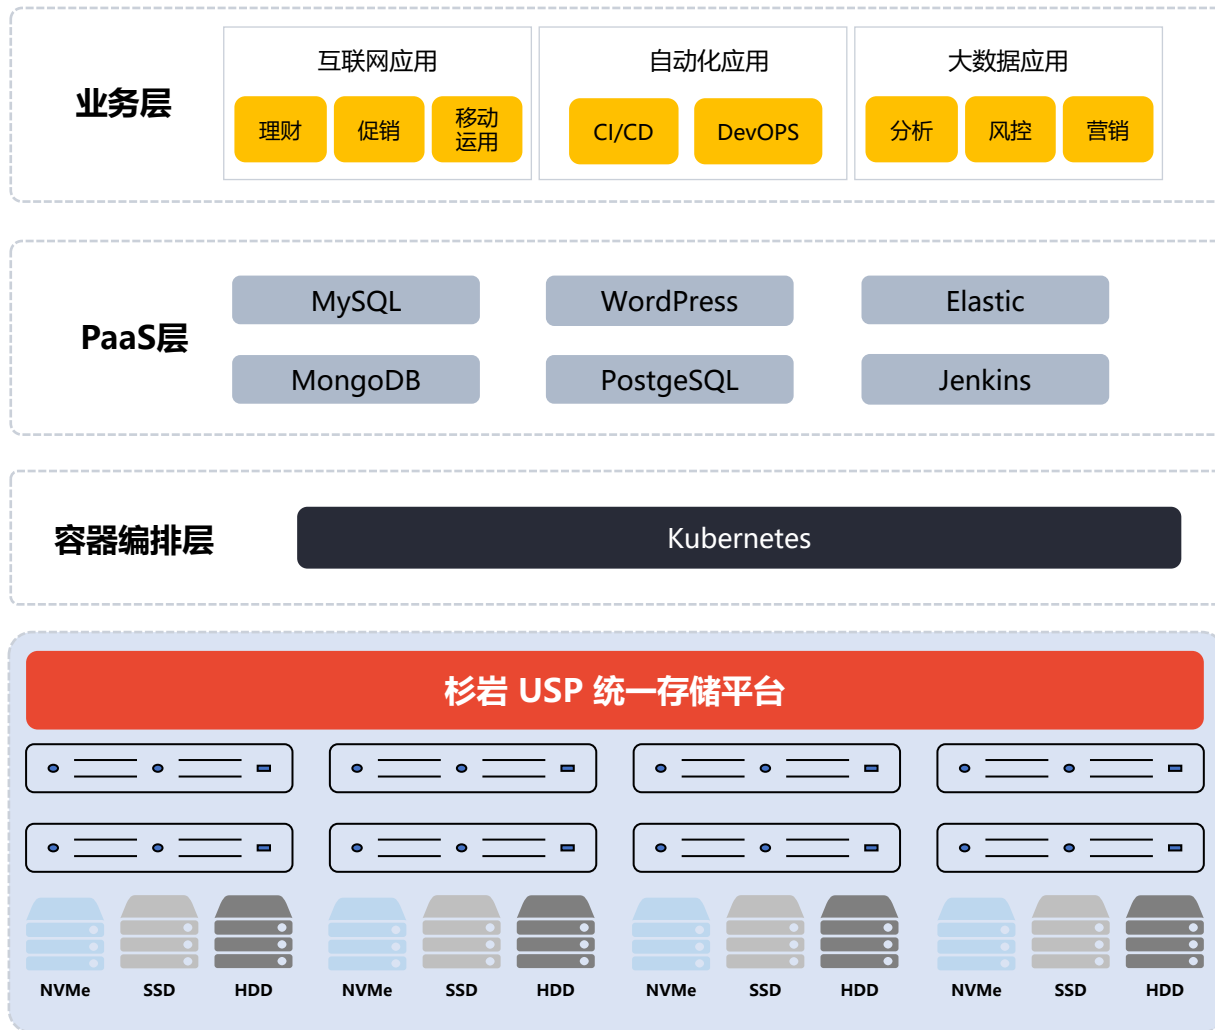 业务层
互联网应用
理财
促销
移动
运用
自动化应用
CI/CD
DevOPS
大数据应用
分析
风控
营销
PaaS层
MySQL
WordPress
Elastic
MongoDB
PostgeSQL
Jenkins
容器编排层
Kubernetes
杉岩 USP 统一存储平台
NVMe
SSD
HDD
NVMe
SSD
HDD
NVMe
SSD
HDD
NVMe
SSD
HDD